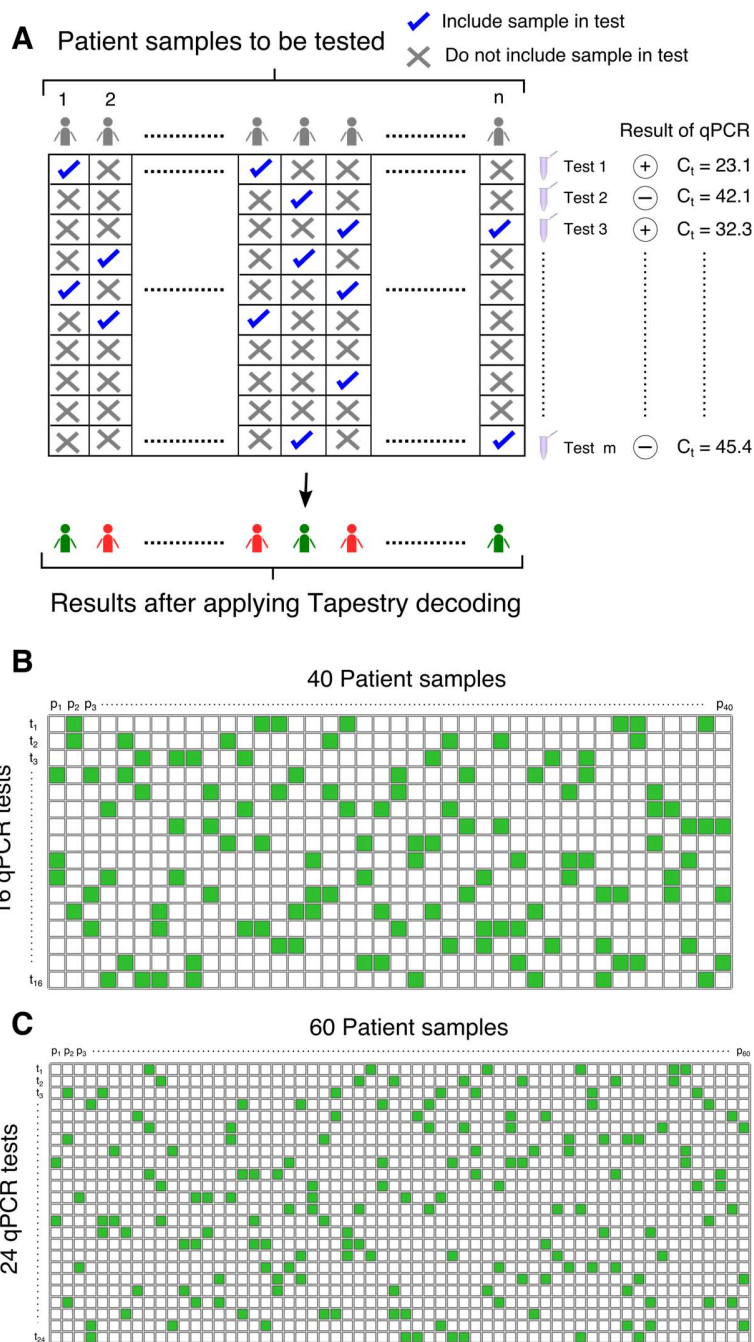 A
Patient samples to be tested
Include sample in test
Do not include sample in test
1 2 n
Result of qPCR
Test 1 + Ct = 23.1
Test 2 − Ct = 42.1
Test 3 + Ct = 32.3
Test m − Ct = 45.4
Results after applying Tapestry decoding
B
40 Patient samples
p1 p2 p3 p40
t1
t2
t3
t16
16 qPCR tests
C
60 Patient samples
p1 p2 p3 p60
t1
t2
t3
t24
24 qPCR tests